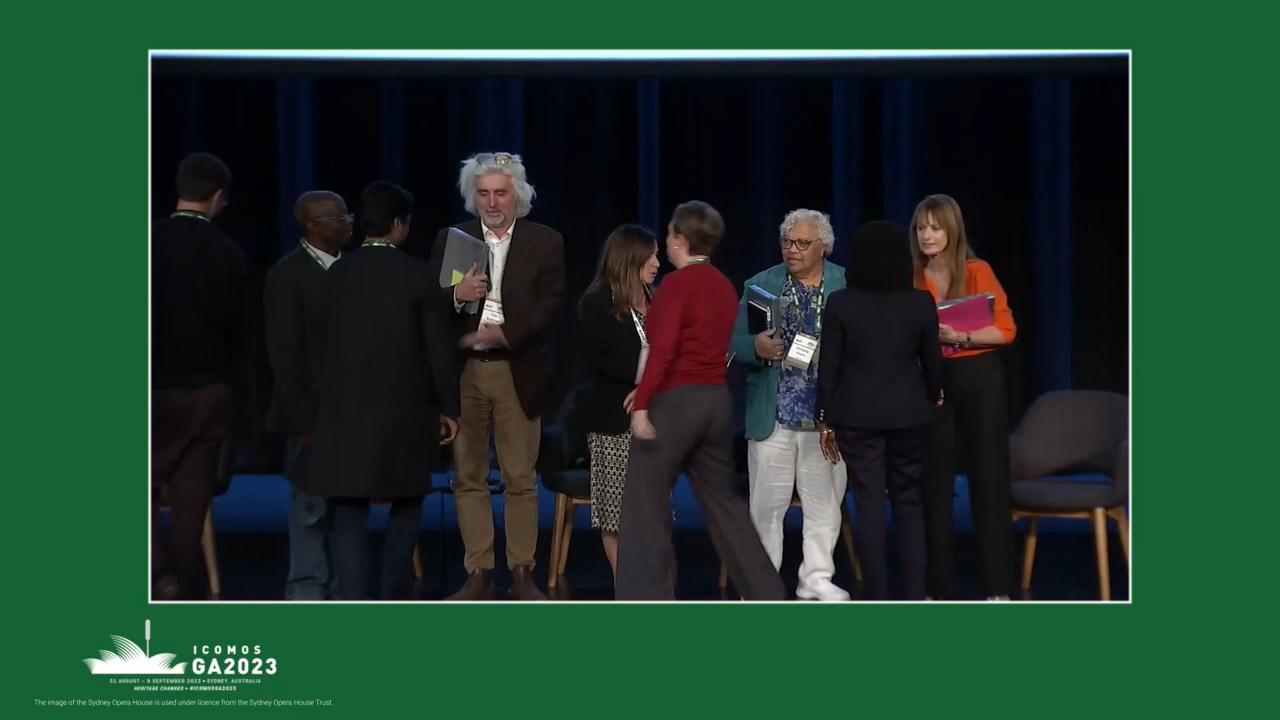 ICOMOS
GA2023
31 AUGUST – 9 SEPTEMBER 2023 • SYDNEY, AUSTRALIA
HERITAGE CHANGES • #ICOMOSGA2023
The image of the Sydney Opera House is used under licence from the Sydney Opera House Trust.